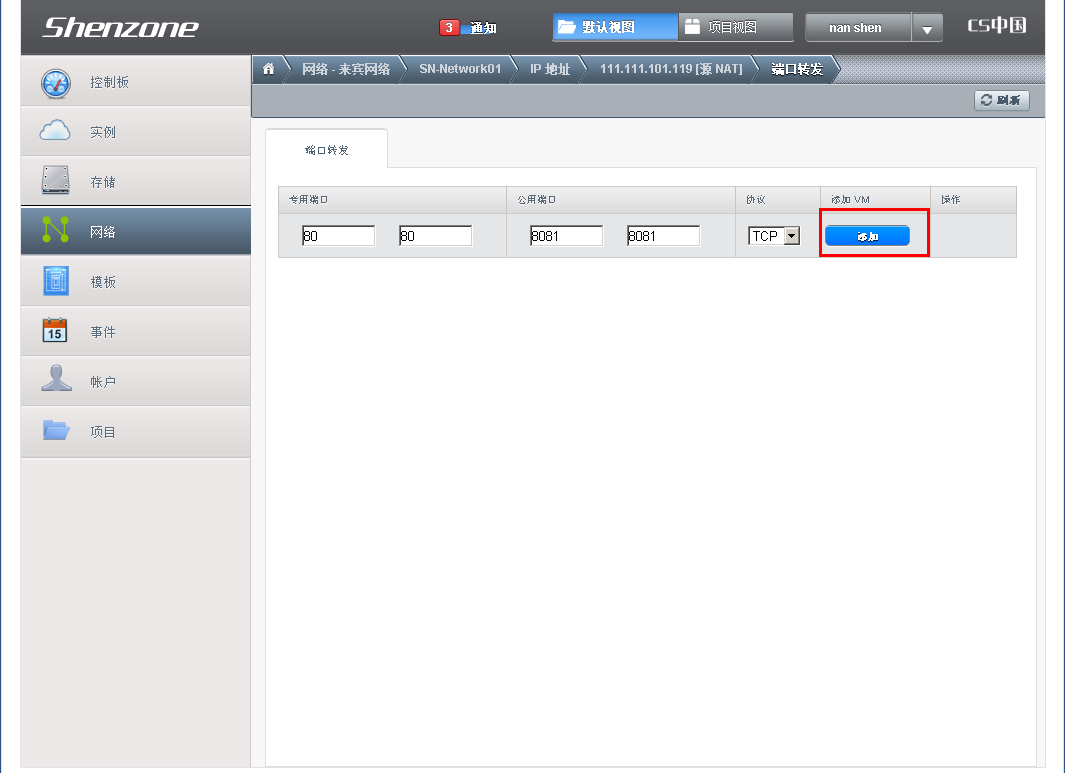 Shenzone
3 通知
默认视图
项目视图
nan shen
CS中国
网络 - 来宾网络
SN-Network01
IP 地址
111.111.101.119 [源 NAT]
端口转发
刷新
控制板
实例
存储
网络
模板
15
事件
帐户
项目
端口转发
专用端口
公用端口
协议
添加 VM
操作
80
80
8081
8081
TCP
添加